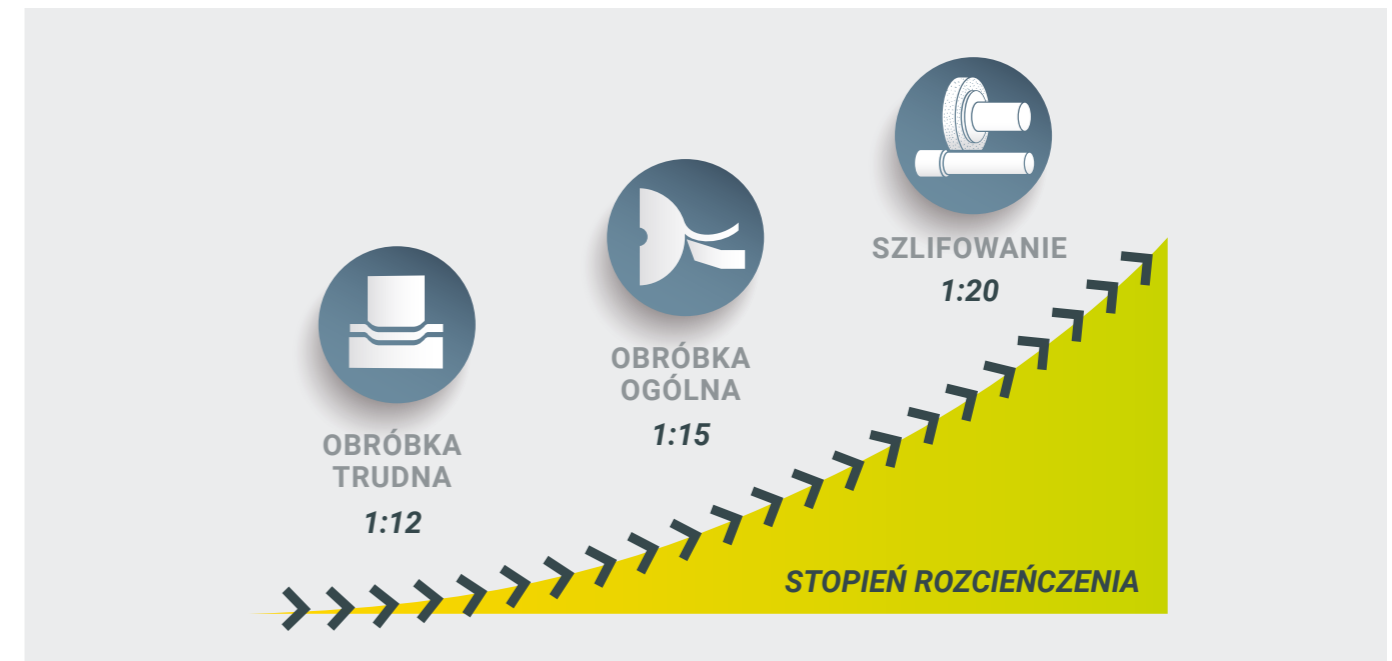 OBRÓBKA
TRUDNA
1:12
OBRÓBKA
OGÓLNA
1:15
SZLIFOWANIE
1:20
STOPIEŃ ROZCIEŃCZENIA